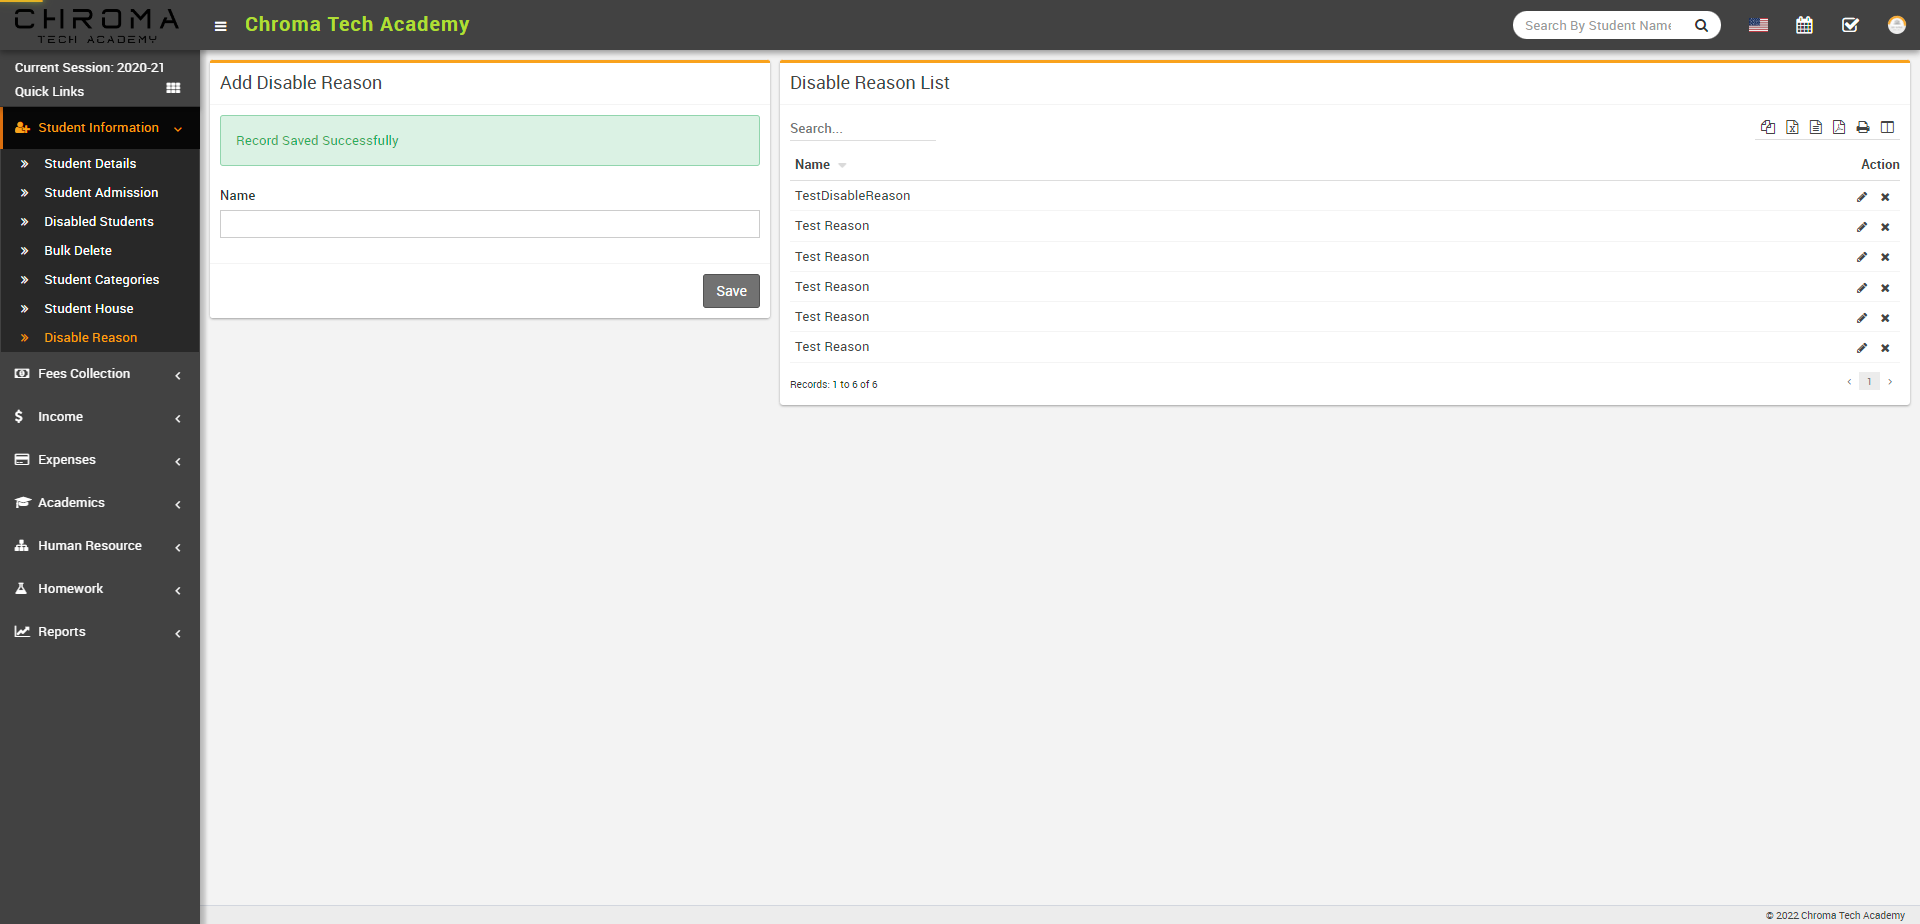 CHROMA
TECH ACADEMY
Chroma Tech Academy
Search By Student Name
Current Session: 2020-21
Quick Links
Student Information
Student Details
Student Admission
Disabled Students
Bulk Delete
Student Categories
Student House
Disable Reason
Fees Collection
Income
Expenses
Academics
Human Resource
Homework
Reports
Add Disable Reason
Record Saved Successfully
Name
Save
Disable Reason List
Search...
Name Action
TestDisableReason
Test Reason
Test Reason
Test Reason
Test Reason
Test Reason
Records: 1 to 6 of 6
1
© 2022 Chroma Tech Academy